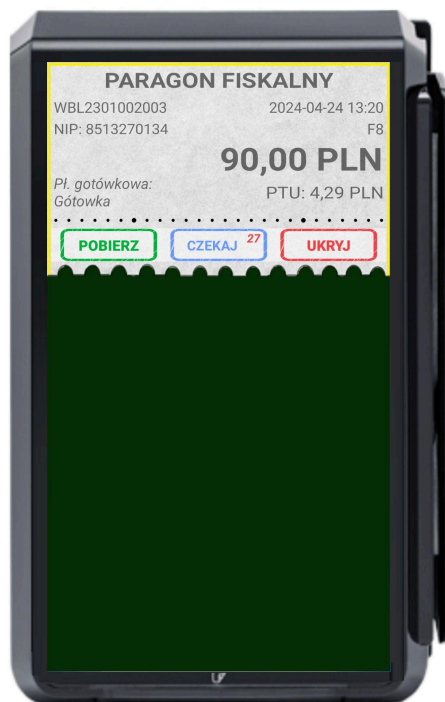 PARAGON FISKALNY
WBL2301002003 2024-04-24 13:20
NIP: 8513270134 F8
90,00 PLN
Pł. gotówkowa: PTU: 4,29 PLN
Gótowka
POBIERZ CZEKAJ 27 UKRYJ